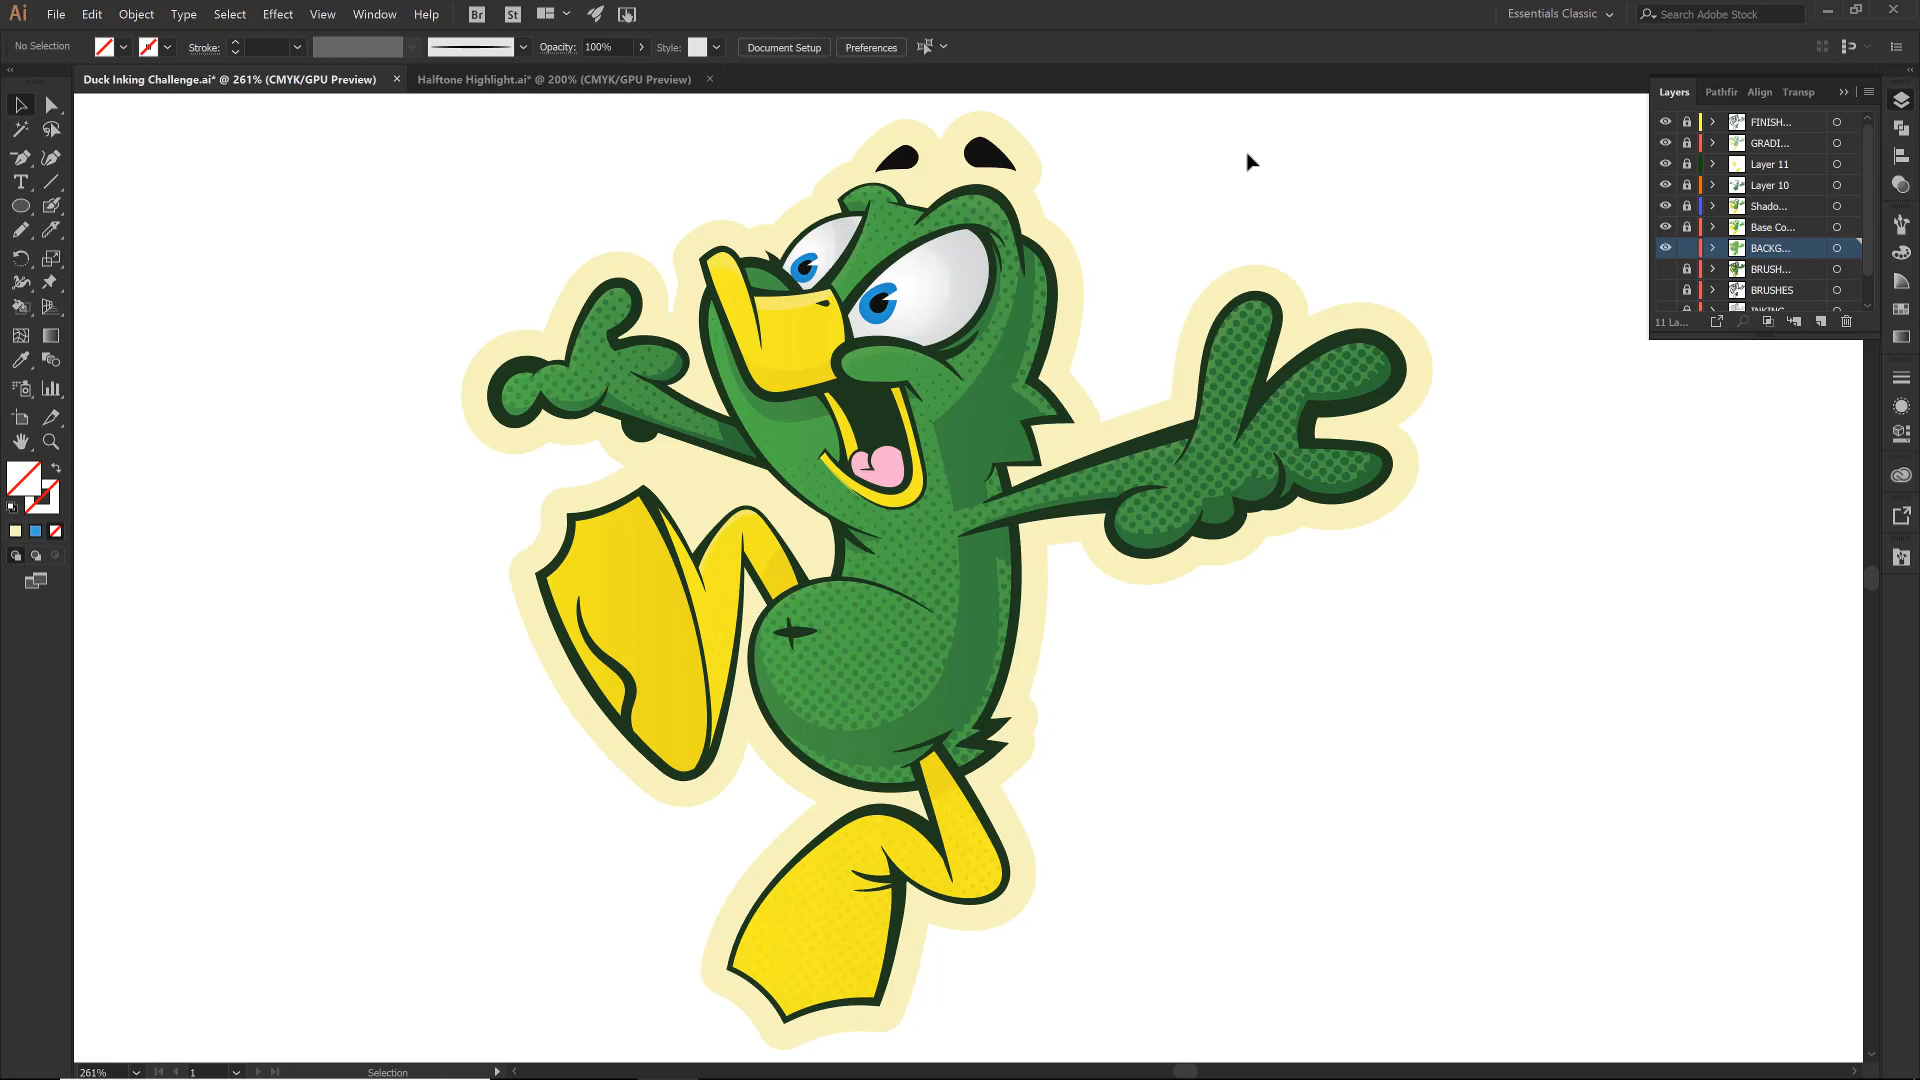 Ai File Edit Object Type Select Effect View Window Help Br St Essentials Classic Search Adobe Stock
No Selection Stroke: Opacity: 100% Style: Document Setup Preferences
Duck Inking Challenge.ai* @ 261% (CMYK/GPU Preview) × Halftone Highlight.ai* @ 200% (CMYK/GPU Preview) ×
Layers Pathfir Align Transp
FINISH...
GRADI...
Layer 11
Layer 10
Shado...
Base Co...
BACKG...
BRUSH...
BRUSHES
INKING
11 La...
261% 1 Selection